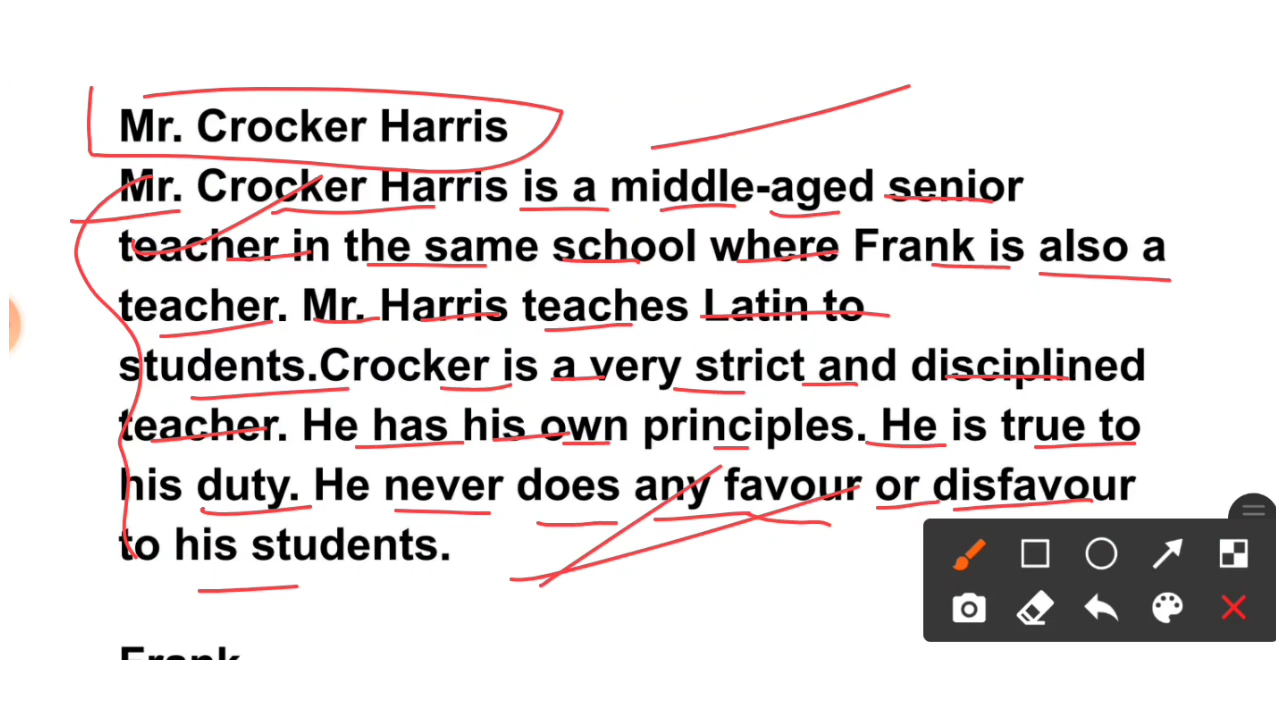 Mr. Crocker Harris
Mr. Crocker Harris is a middle-aged senior
teacher in the same school where Frank is also a
teacher. Mr. Harris teaches Latin to
students.Crocker is a very strict and disciplined
teacher. He has his own principles. He is true to
his duty. He never does any favour or disfavour
to his students.
Frank